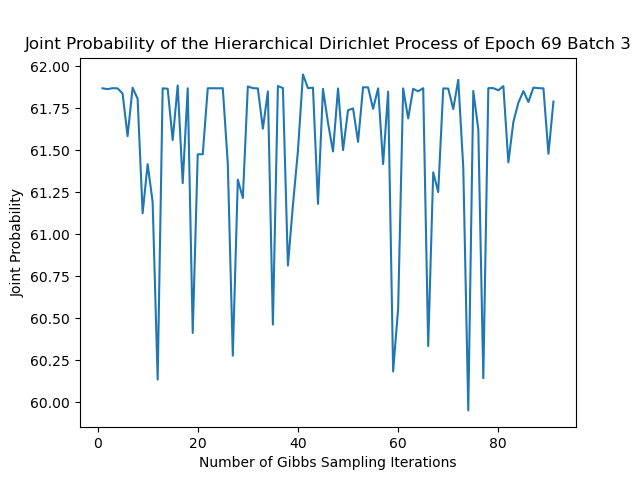 Joint Probability of the Hierarchical Dirichlet Process of Epoch 69 Batch 3
62.00
61.75
61.50
61.25
61.00
60.75
60.50
60.25
60.00
Joint Probability
0 20 40 60 80
Number of Gibbs Sampling Iterations